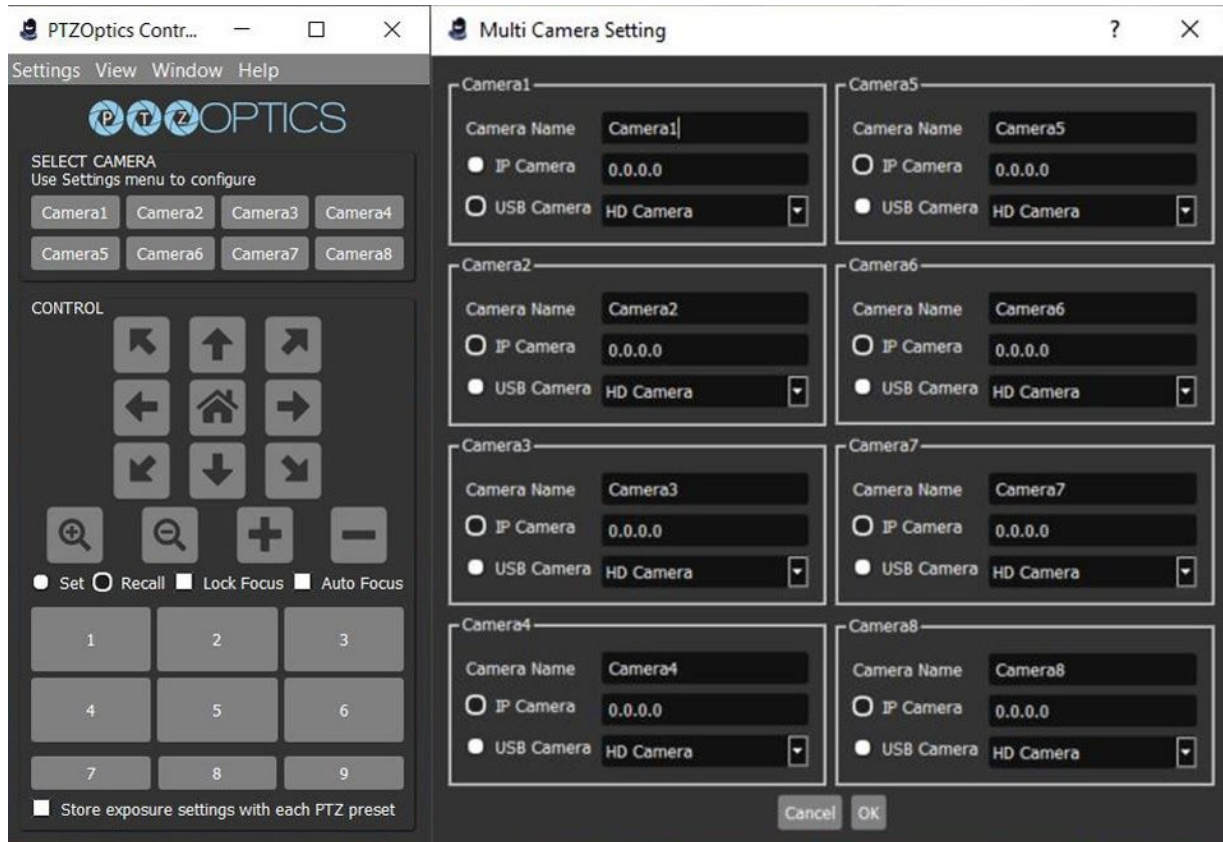 PTZOptics Contr...
Settings View Window Help
PTZOPTICS
SELECT CAMERA
Use Settings menu to configure
Camera1 Camera2 Camera3 Camera4
Camera5 Camera6 Camera7 Camera8
CONTROL
Set Recall Lock Focus Auto Focus
1 2 3
4 5 6
7 8 9
Store exposure settings with each PTZ preset
Multi Camera Setting ?
Camera1
Camera Name Camera1
IP Camera 0.0.0.0
USB Camera HD Camera
Camera2
Camera Name Camera2
IP Camera 0.0.0.0
USB Camera HD Camera
Camera3
Camera Name Camera3
IP Camera 0.0.0.0
USB Camera HD Camera
Camera4
Camera Name Camera4
IP Camera 0.0.0.0
USB Camera HD Camera
Camera5
Camera Name Camera5
IP Camera 0.0.0.0
USB Camera HD Camera
Camera6
Camera Name Camera6
IP Camera 0.0.0.0
USB Camera HD Camera
Camera7
Camera Name Camera7
IP Camera 0.0.0.0
USB Camera HD Camera
Camera8
Camera Name Camera8
IP Camera 0.0.0.0
USB Camera HD Camera
Cancel OK